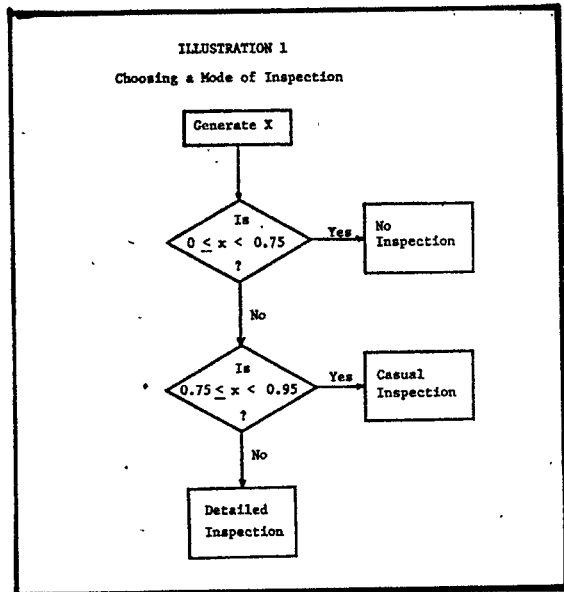 ILLUSTRATION 1
Choosing a Mode of Inspection
Generate X
Is
0 ≤ x < 0.75
?
Yes
No
Inspection
No
Is
0.75 ≤ x < 0.95
?
Yes
Casual
Inspection
No
Detailed
Inspection